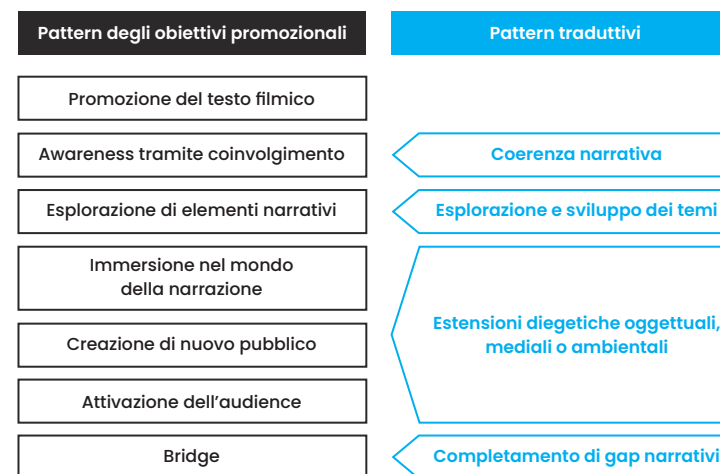 Pattern degli obiettivi promozionali
Pattern traduttivi
Promozione del testo filmico
Awareness tramite coinvolgimento
Coerenza narrativa
Esplorazione di elementi narrativi
Esplorazione e sviluppo dei temi
Immersione nel mondo
della narrazione
Creazione di nuovo pubblico
Estensioni diegetiche oggettuali,
mediali o ambientali
Attivazione dell’audience
Bridge
Completamento di gap narrativi